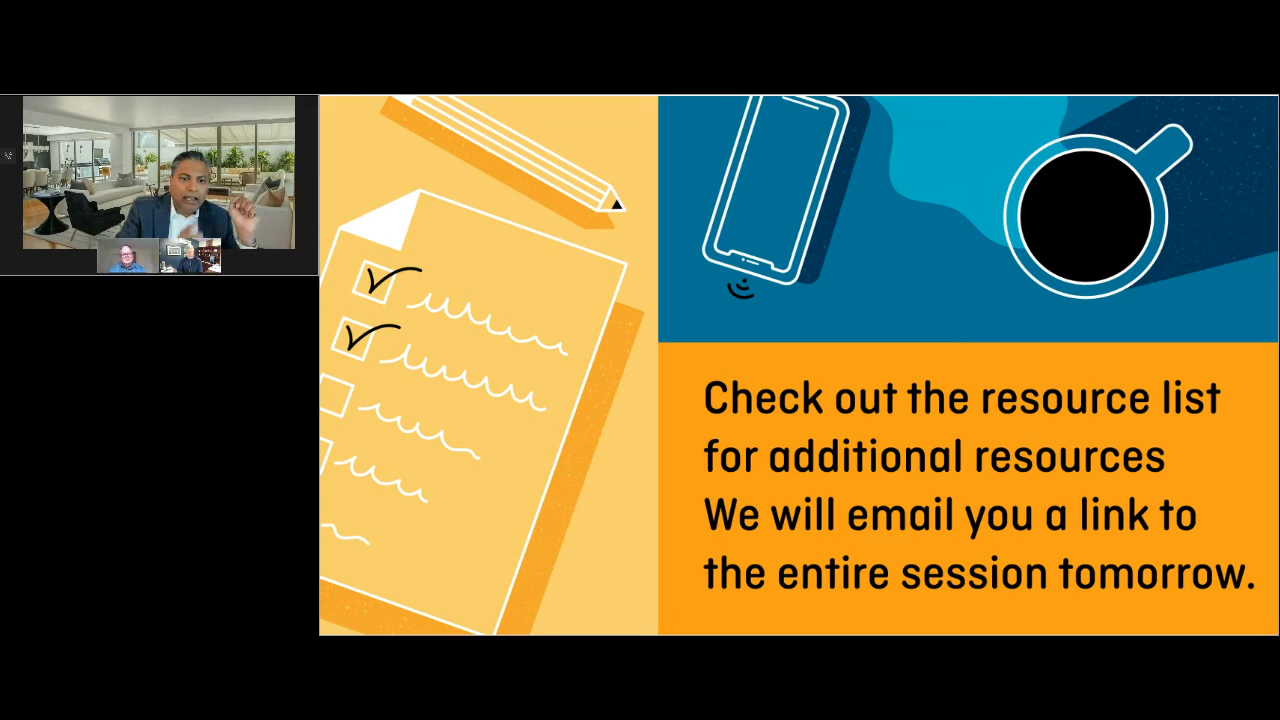 Check out the resource list
for additional resources
We will email you a link to
the entire session tomorrow.